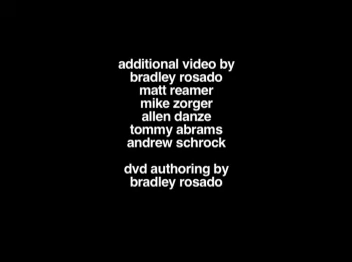 additional video by
bradley rosado
matt reamer
mike zorger
allen danze
tommy abrams
andrew schrock
dvd authoring by
bradley rosado